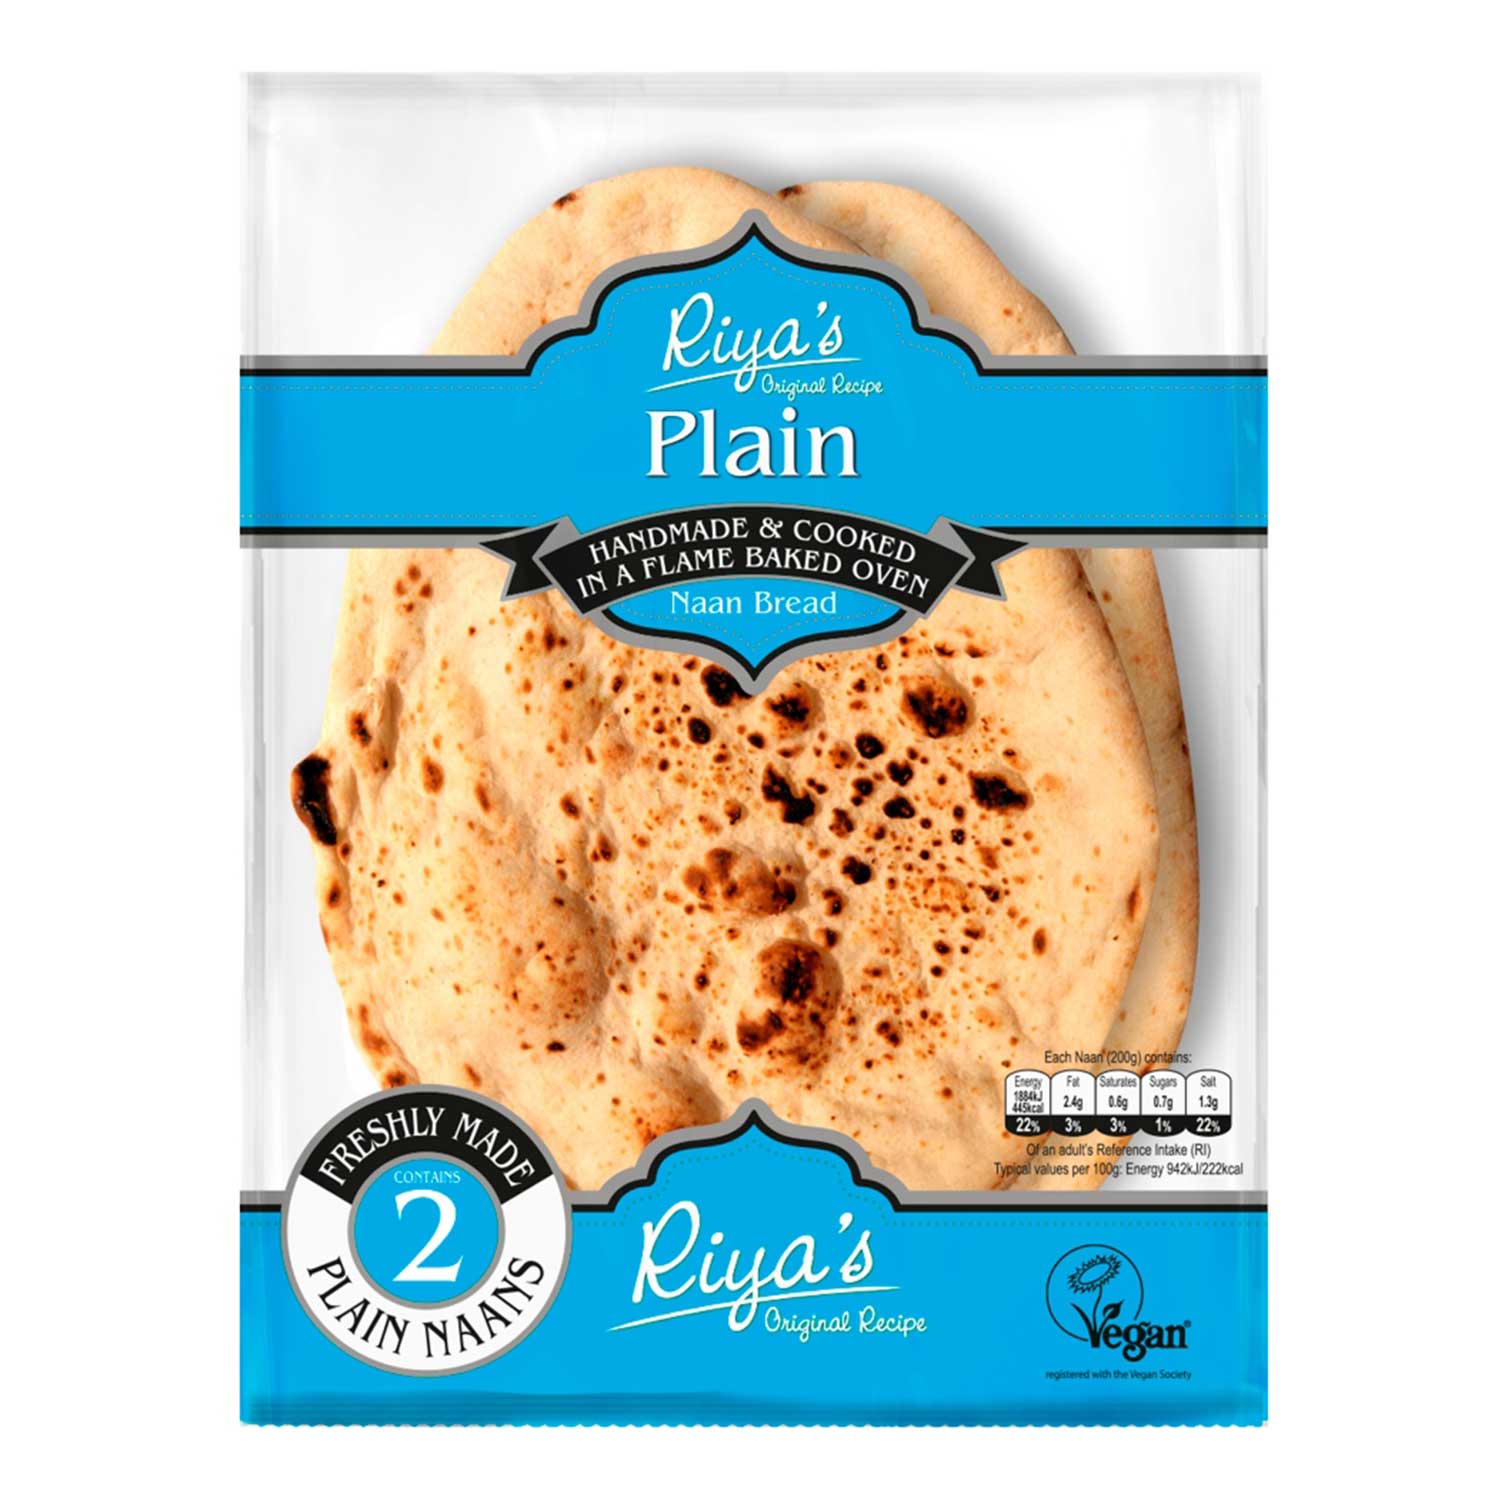 Riya's
Original Recipe
Plain
HANDMADE & COOKED
IN A FLAME BAKED OVEN
Naan Bread
Each Naan (200g) contains:
Energy Fat Saturates Sugars Salt
1884kJ
445kcal 2.4g 0.6g 0.7g 1.3g
22% 3% 3% 1% 22%
Of an adult's Reference Intake (RI)
Typical values per 100g: Energy 942kJ/222kcal
FRESHLY MADE
CONTAINS
2
PLAIN NAANS
Riya's
Original Recipe
Vegan®
registered with the Vegan Society